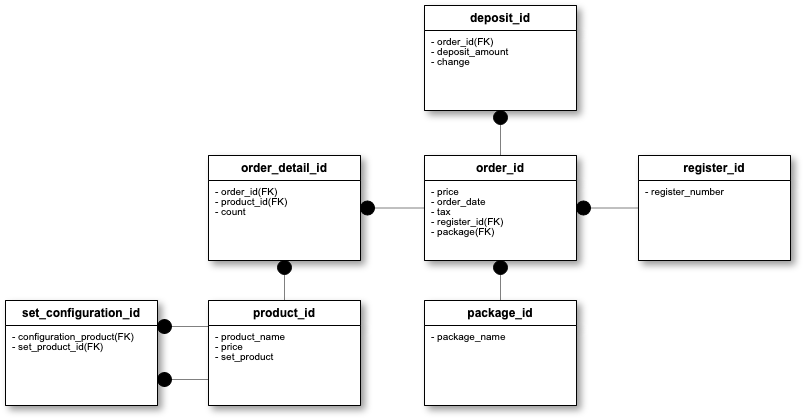 deposit_id
- order_id(FK)
- deposit_amount
- change
order_detail_id
- order_id(FK)
- product_id(FK)
- count
order_id
- price
- order_date
- tax
- register_id(FK)
- package(FK)
register_id
- register_number
set_configuration_id
- configuration_product(FK)
- set_product_id(FK)
product_id
- product_name
- price
- set_product
package_id
- package_name